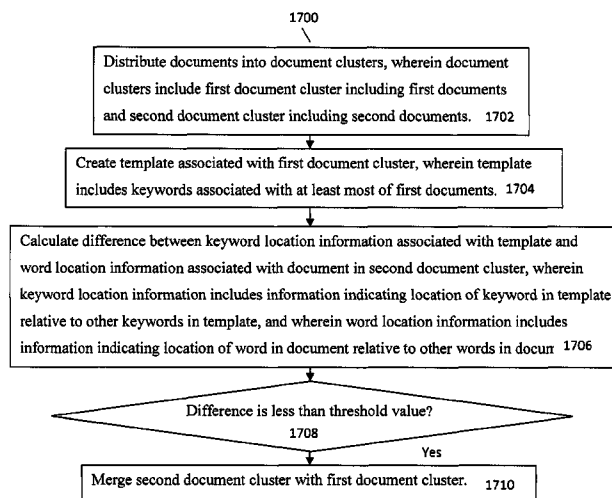 1700
Distribute documents into document clusters, wherein document
clusters include first document cluster including first documents
and second document cluster including second documents. 1702
Create template associated with first document cluster, wherein template
includes keywords associated with at least most of first documents. 1704
Calculate difference between keyword location information associated with template and
word location information associated with document in second document cluster, wherein
keyword location information includes information indicating location of keyword in template
relative to other keywords in template, and wherein word location information includes
information indicating location of word in document relative to other words in docum 1706
Difference is less than threshold value?
1708
Yes
Merge second document cluster with first document cluster. 1710